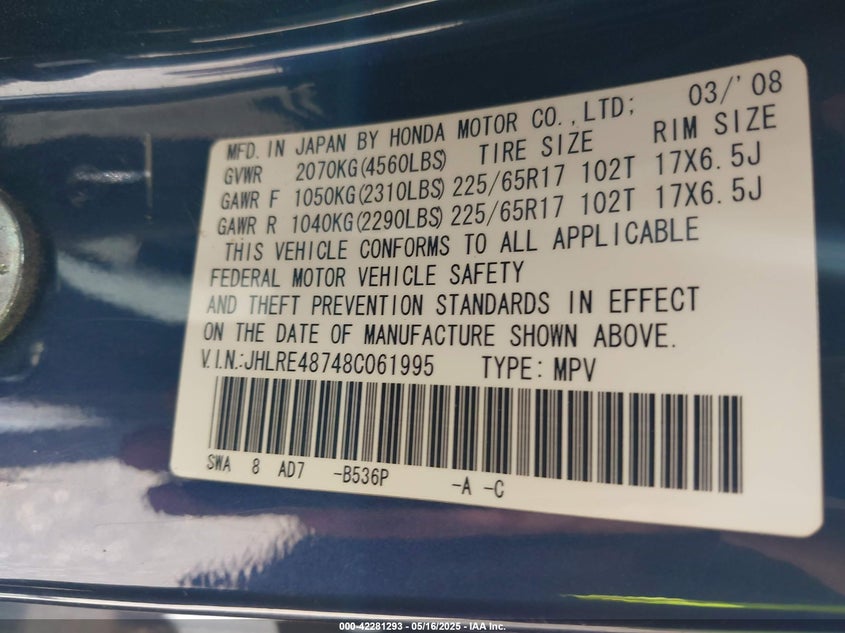 MFD. IN JAPAN BY HONDA MOTOR CO.,LTD; 03/'08
GVWR 2070KG(4560LBS) TIRE SIZE RIM SIZE
GAWR F 1050KG(2310LBS) 225/65R17 102T 17X6.5J
GAWR R 1040KG(2290LBS) 225/65R17 102T 17X6.5J
THIS VEHICLE CONFORMS TO ALL APPLICABLE
FEDERAL MOTOR VEHICLE SAFETY
AND THEFT PREVENTION STANDARDS IN EFFECT
ON THE DATE OF MANUFACTURE SHOWN ABOVE.
V.I.N.:JHLRE48748C061995 TYPE: MPV
SWA 8 AD7 -B536P -A -C
000-42281293 - 05/16/2025 - IAA Inc.